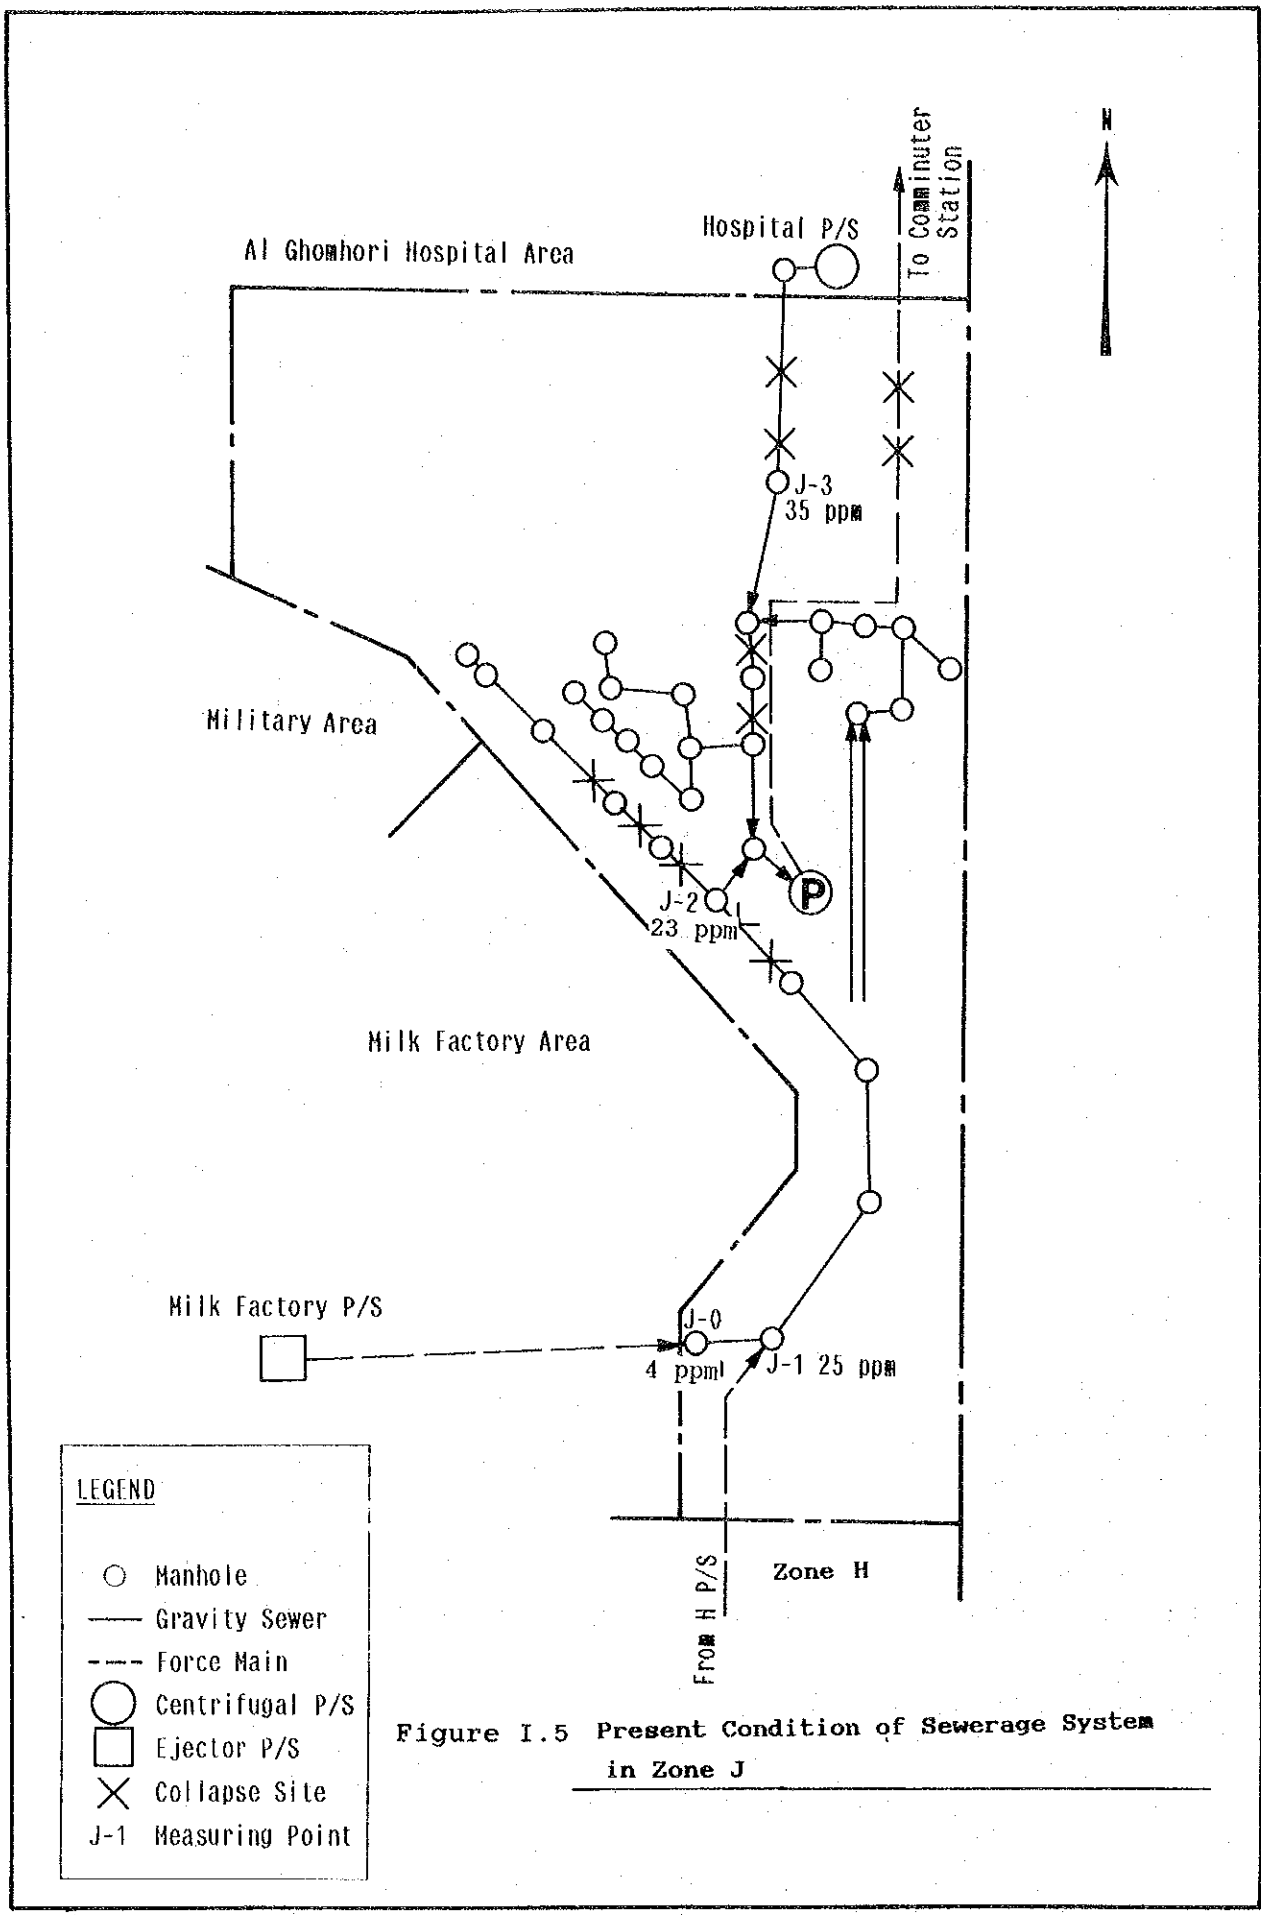 N
To Comminuter
Station
Hospital P/S
Al Ghomhori Hospital Area
J-3
35 ppm
Military Area
P
J-2
23 ppm
Milk Factory Area
Milk Factory P/S
J-0
4 ppm
J-1 25 ppm
LEGEND
Manhole
Gravity Sewer
Force Main
Centrifugal P/S
Ejector P/S
Collapse Site
J-1 Measuring Point
From H P/S
Zone H
Figure I.5 Present Condition of Sewerage System
in Zone J